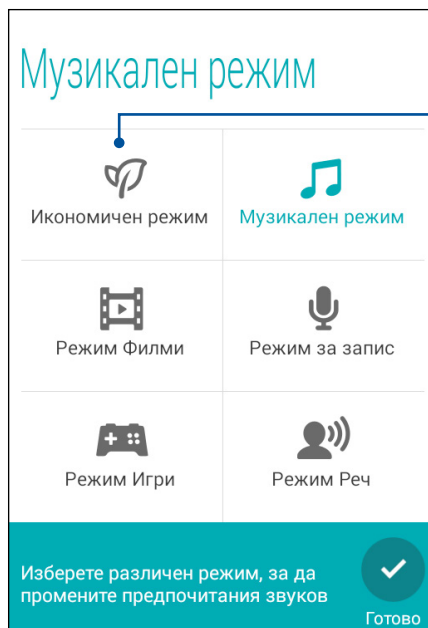 Музикален режим
Икономичен режим
Музикален режим
Режим Филми
Режим за запис
Режим Игри
Режим Реч
Изберете различен режим, за да
промените предпочитания звуков
Готово